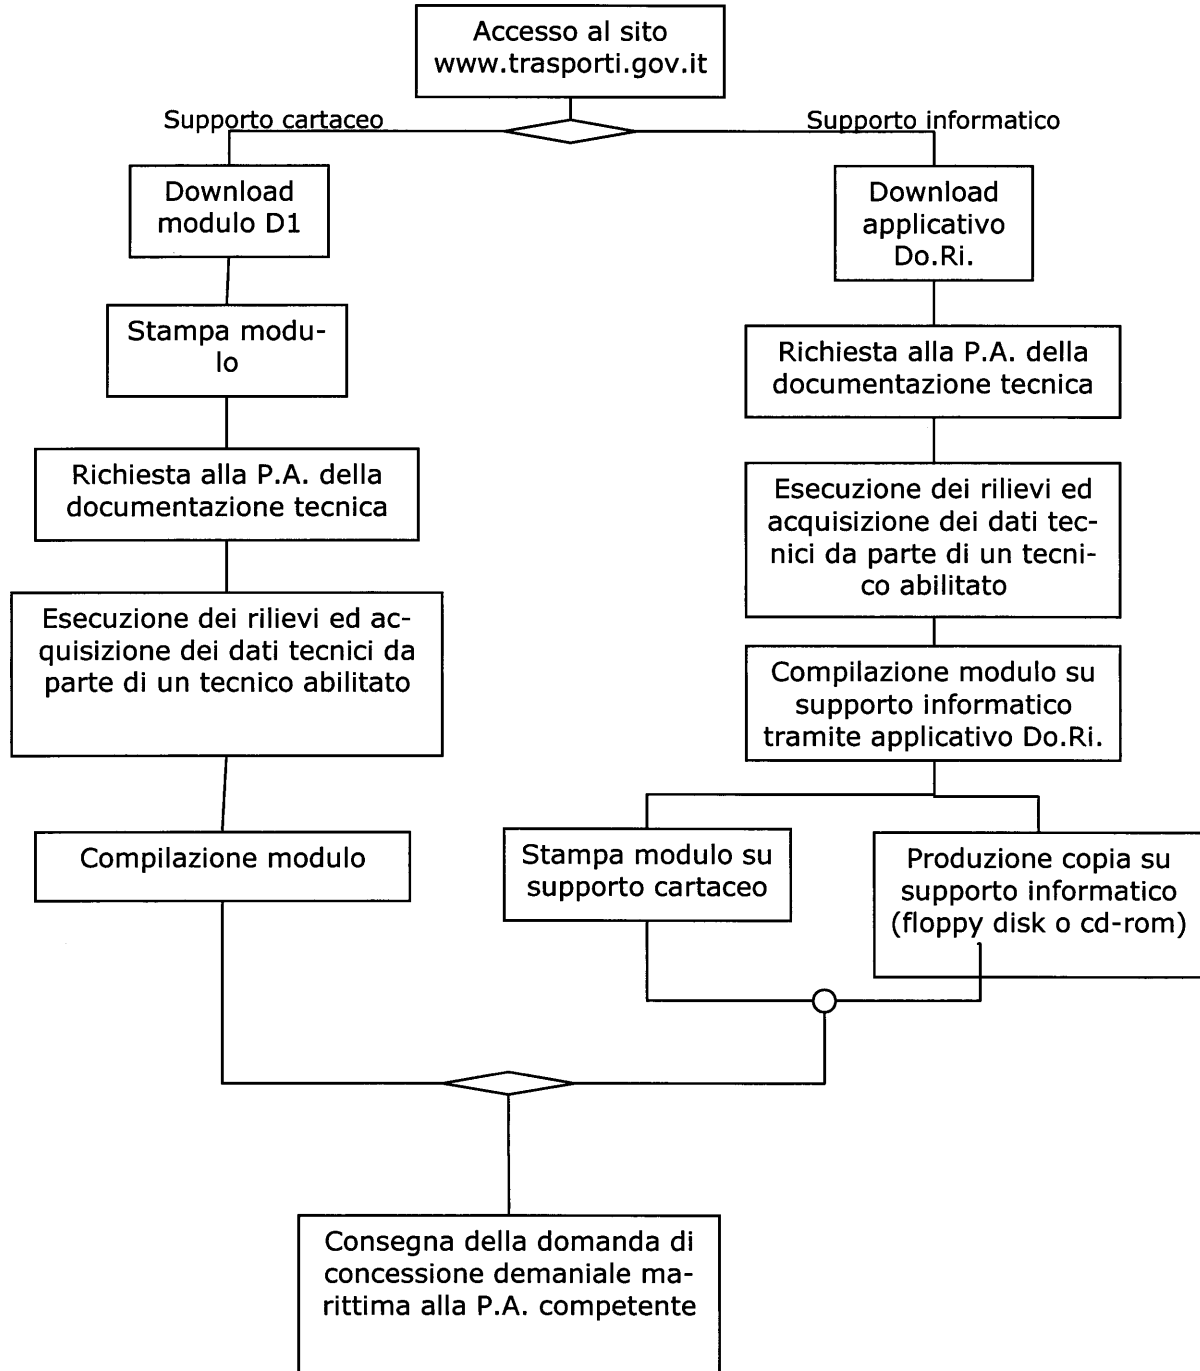 Accesso al sito
www.trasporti.gov.it
Supporto cartaceo
Supporto informatico
Download
modulo D1
Stampa modu-
lo
Richiesta alla P.A. della
documentazione tecnica
Esecuzione dei rilievi ed ac-
quisizione dei dati tecnici da
parte di un tecnico abilitato
Compilazione modulo
Download
applicativo
Do.Ri.
Richiesta alla P.A. della
documentazione tecnica
Esecuzione dei rilievi ed
acquisizione dei dati tec-
nici da parte di un tecni-
co abilitato
Compilazione modulo su
supporto informatico
tramite applicativo Do.Ri.
Stampa modulo su
supporto cartaceo
Produzione copia su
supporto informatico
(floppy disk o cd-rom)
Consegna della domanda di
concessione demaniale ma-
rittima alla P.A. competente